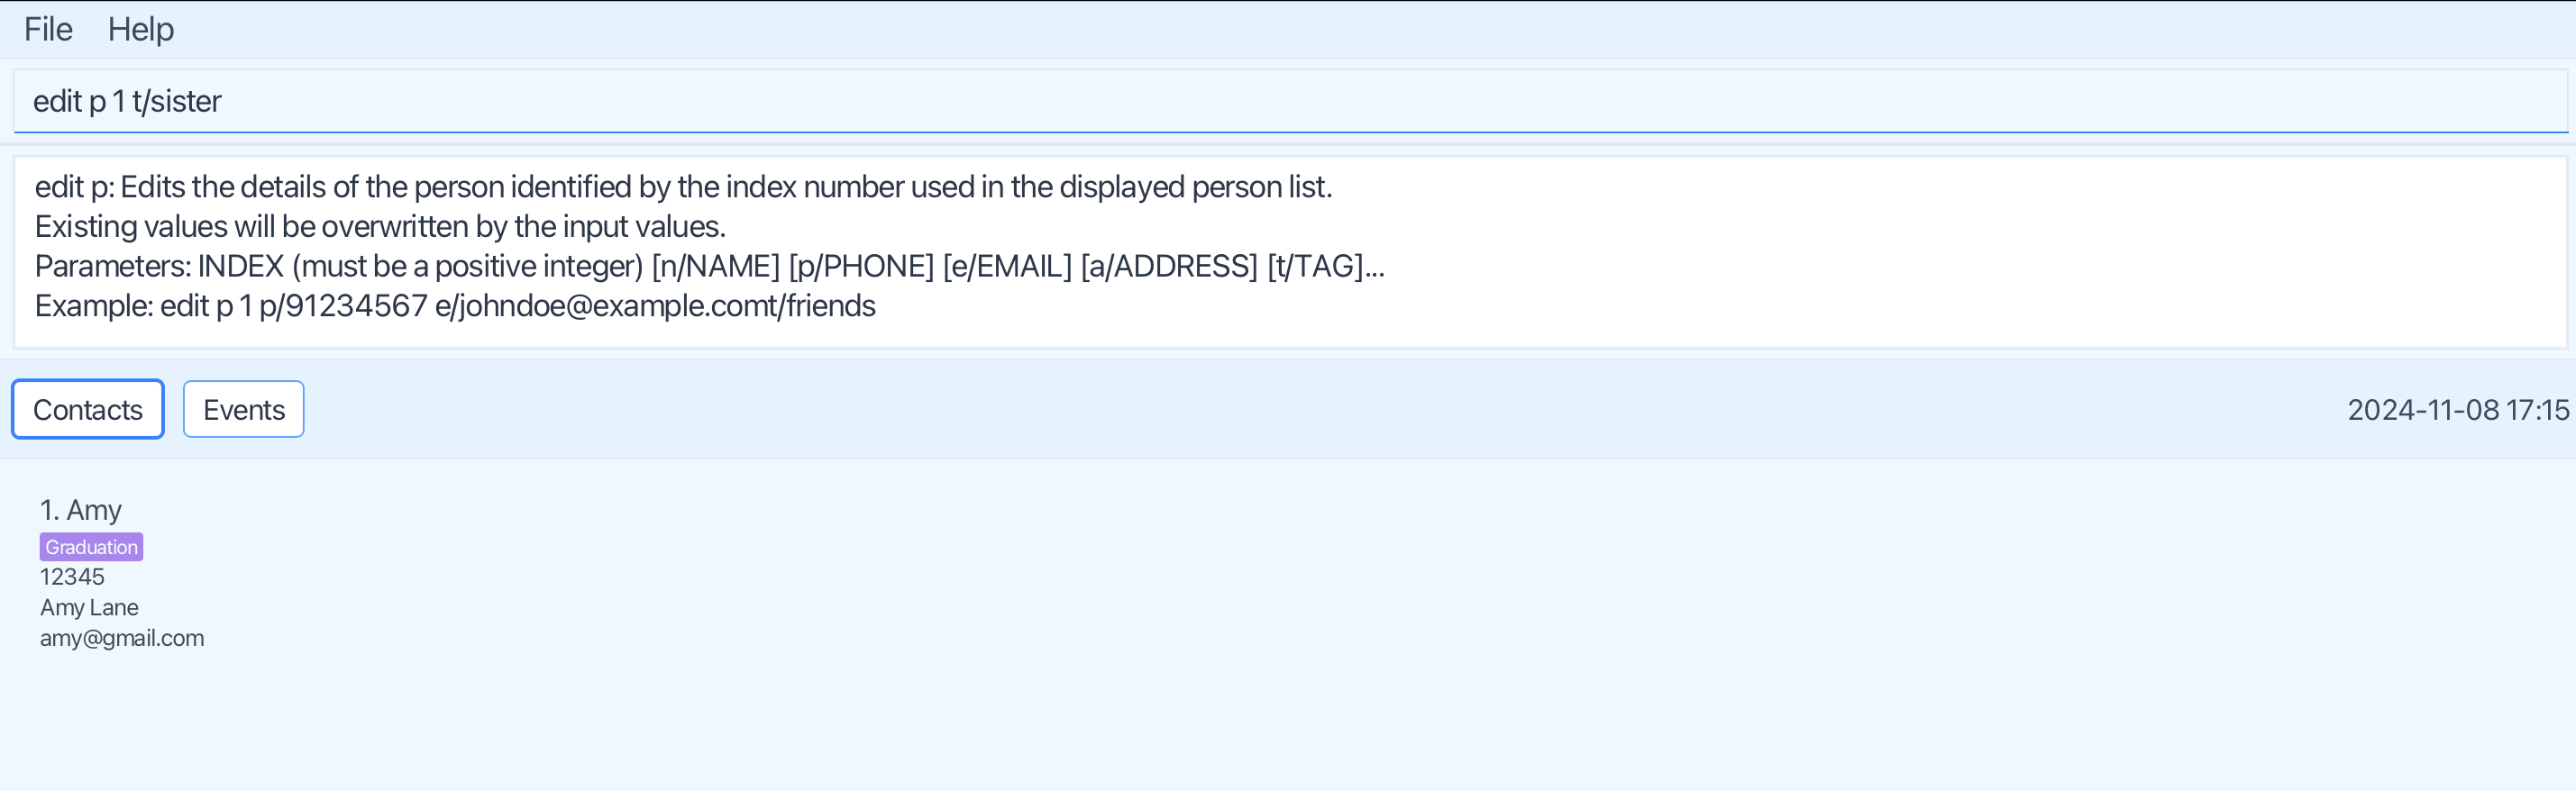 File Help
edit p 1 t/sister
edit p: Edits the details of the person identified by the index number used in the displayed person list.
Existing values will be overwritten by the input values.
Parameters: INDEX (must be a positive integer) [n/NAME] [p/PHONE] [e/EMAIL] [a/ADDRESS] [t/TAG]...
Example: edit p 1 p/91234567 e/johndoe@example.comt/friends
Contacts Events 2024-11-08 17:15
1. Amy
Graduation
12345
Amy Lane
amy@gmail.com